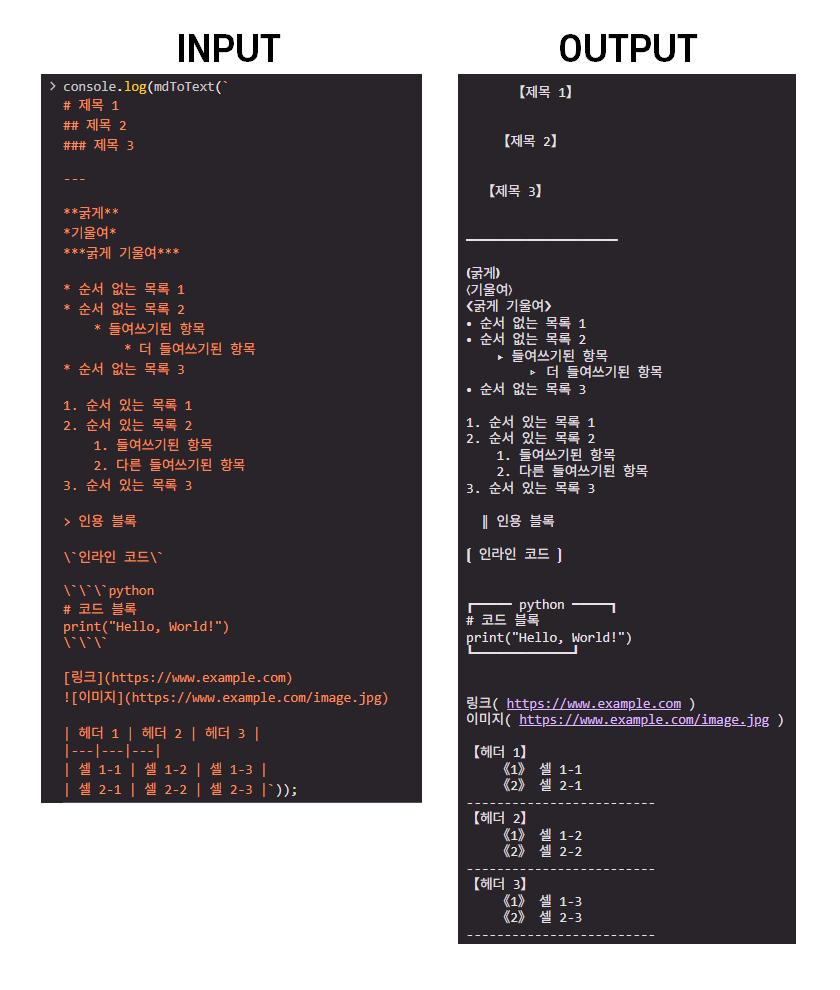 INPUT
> console.log(mdToText(`
# 제목 1
## 제목 2
### 제목 3
---
**굵게**
*기울여*
***굵게 기울여***
* 순서 없는 목록 1
* 순서 없는 목록 2
    * 들여쓰기된 항목
        * 더 들여쓰기된 항목
* 순서 없는 목록 3
1. 순서 있는 목록 1
2. 순서 있는 목록 2
    1. 들여쓰기된 항목
    2. 다른 들여쓰기된 항목
3. 순서 있는 목록 3
> 인용 블록
\`인라인 코드\`
\`\`\`python
# 코드 블록
print("Hello, World!")
\`\`\`
[링크](https://www.example.com)
![이미지](https://www.example.com/image.jpg)
| 헤더 1 | 헤더 2 | 헤더 3 |
|---|---|---|
| 셀 1-1 | 셀 1-2 | 셀 1-3 |
| 셀 2-1 | 셀 2-2 | 셀 2-3 |`));
OUTPUT
【제목 1】
【제목 2】
【제목 3】
━━━━━━━━━━━━━━━━━━━
⦗굵게⦘
〈기울여〉
❮굵게 기울여❯
• 순서 없는 목록 1
• 순서 없는 목록 2
    ▸ 들여쓰기된 항목
        ▹ 더 들여쓰기된 항목
• 순서 없는 목록 3
1. 순서 있는 목록 1
2. 순서 있는 목록 2
    1. 들여쓰기된 항목
    2. 다른 들여쓰기된 항목
3. 순서 있는 목록 3
  ║ 인용 블록
[ 인라인 코드 ]
┏━━━━━ python ━━━━━┓
# 코드 블록
print("Hello, World!")
┗━━━━━━━━━━━━━┛
링크( https://www.example.com )
이미지( https://www.example.com/image.jpg )
【헤더 1】
    《1》 셀 1-1
    《2》 셀 2-1
-------------------------
【헤더 2】
    《1》 셀 1-2
    《2》 셀 2-2
-------------------------
【헤더 3】
    《1》 셀 1-3
    《2》 셀 2-3
-------------------------